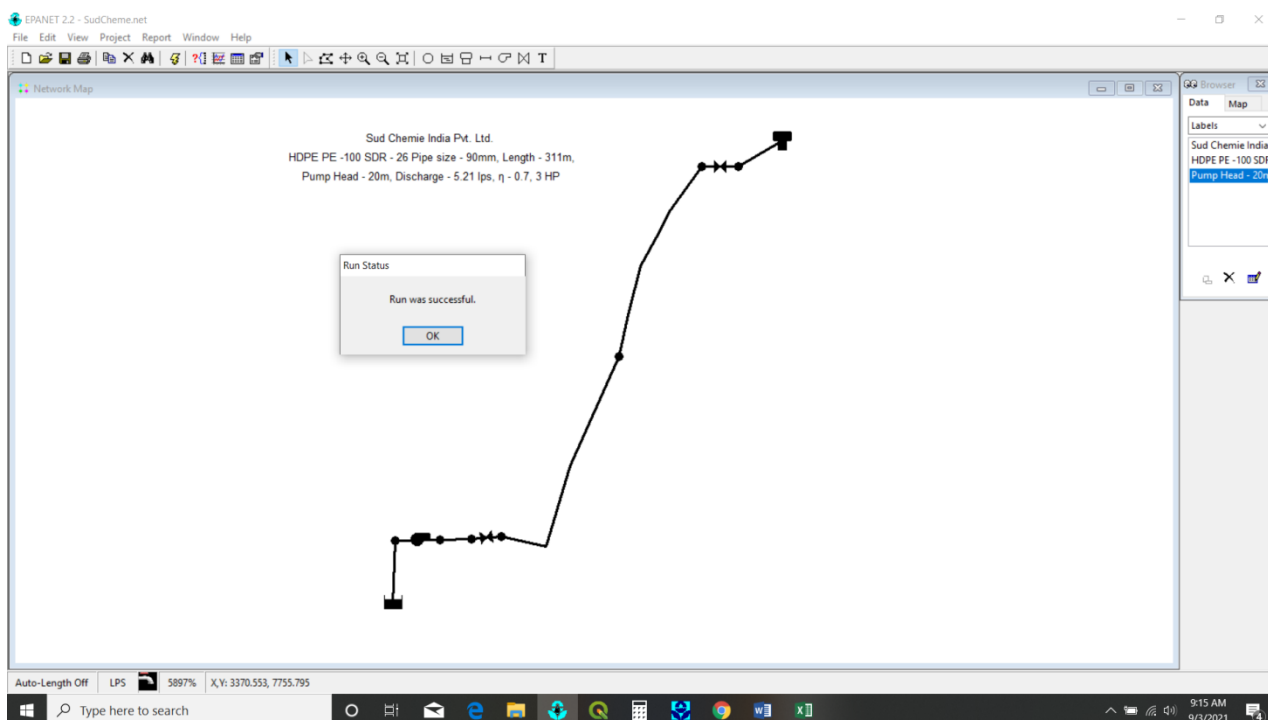 EPANET 2.2 - SudCheme.net
File Edit View Project Report Window Help
T
Network Map
Browser
Data Map
Labels
Sud Chemie India
HDPE PE -100 SDR
Pump Head - 20m
Sud Chemie India Pvt. Ltd.
HDPE PE -100 SDR - 26 Pipe size - 90mm, Length - 311m,
Pump Head - 20m, Discharge - 5.21 lps, η - 0.7, 3 HP
Run Status
Run was successful.
OK
Auto-Length Off LPS 5897% X,Y: 3370.553, 7755.795
Type here to search
9:15 AM
9/3/2021
4